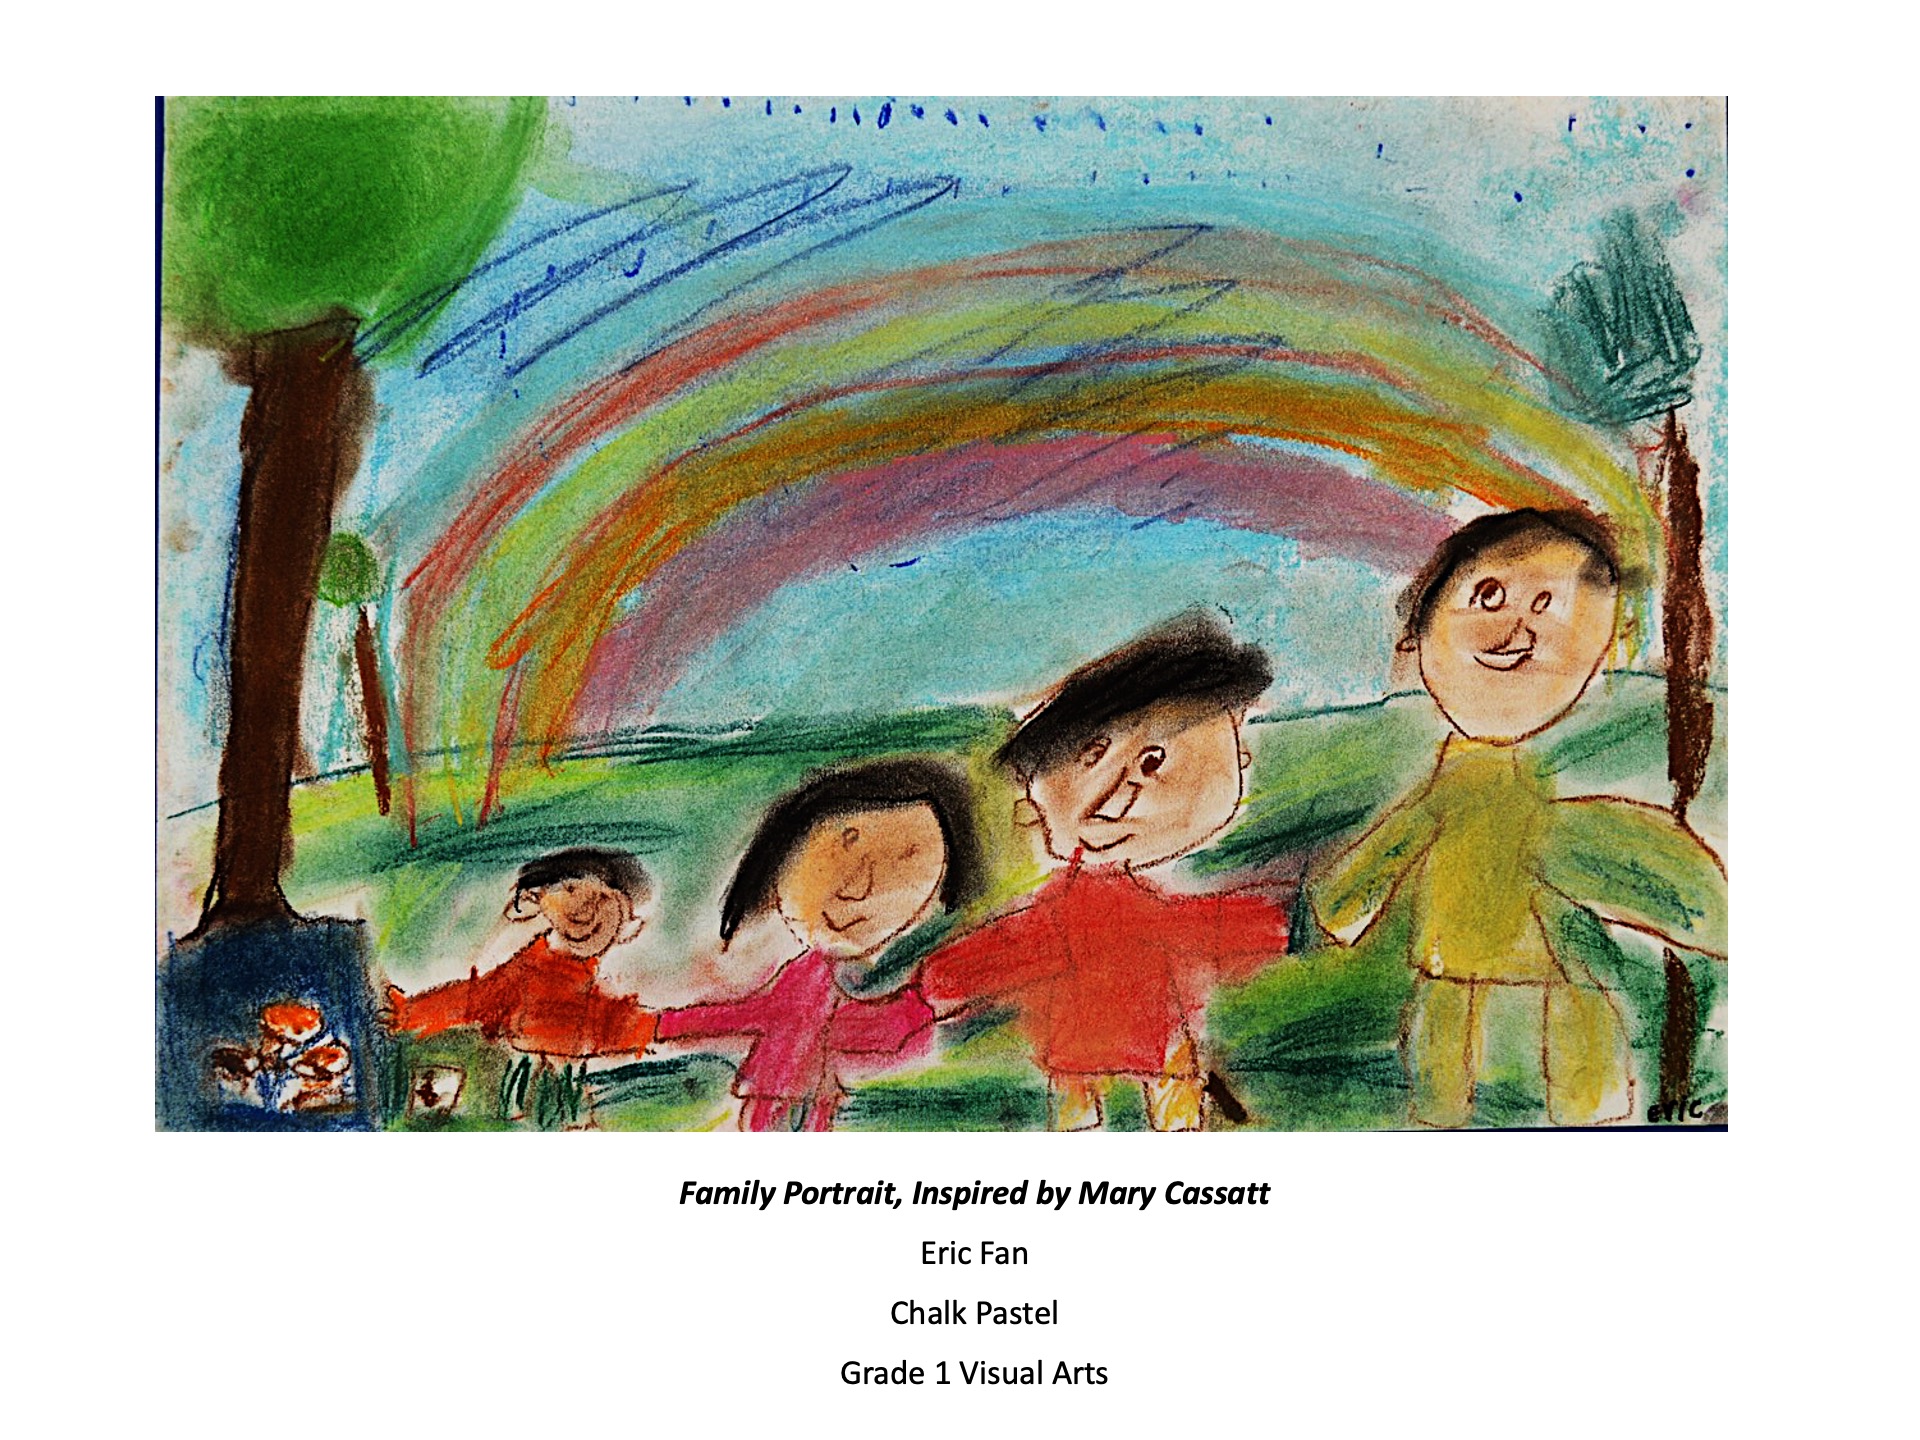 eric
Family Portrait, Inspired by Mary Cassatt
Eric Fan
Chalk Pastel
Grade 1 Visual Arts